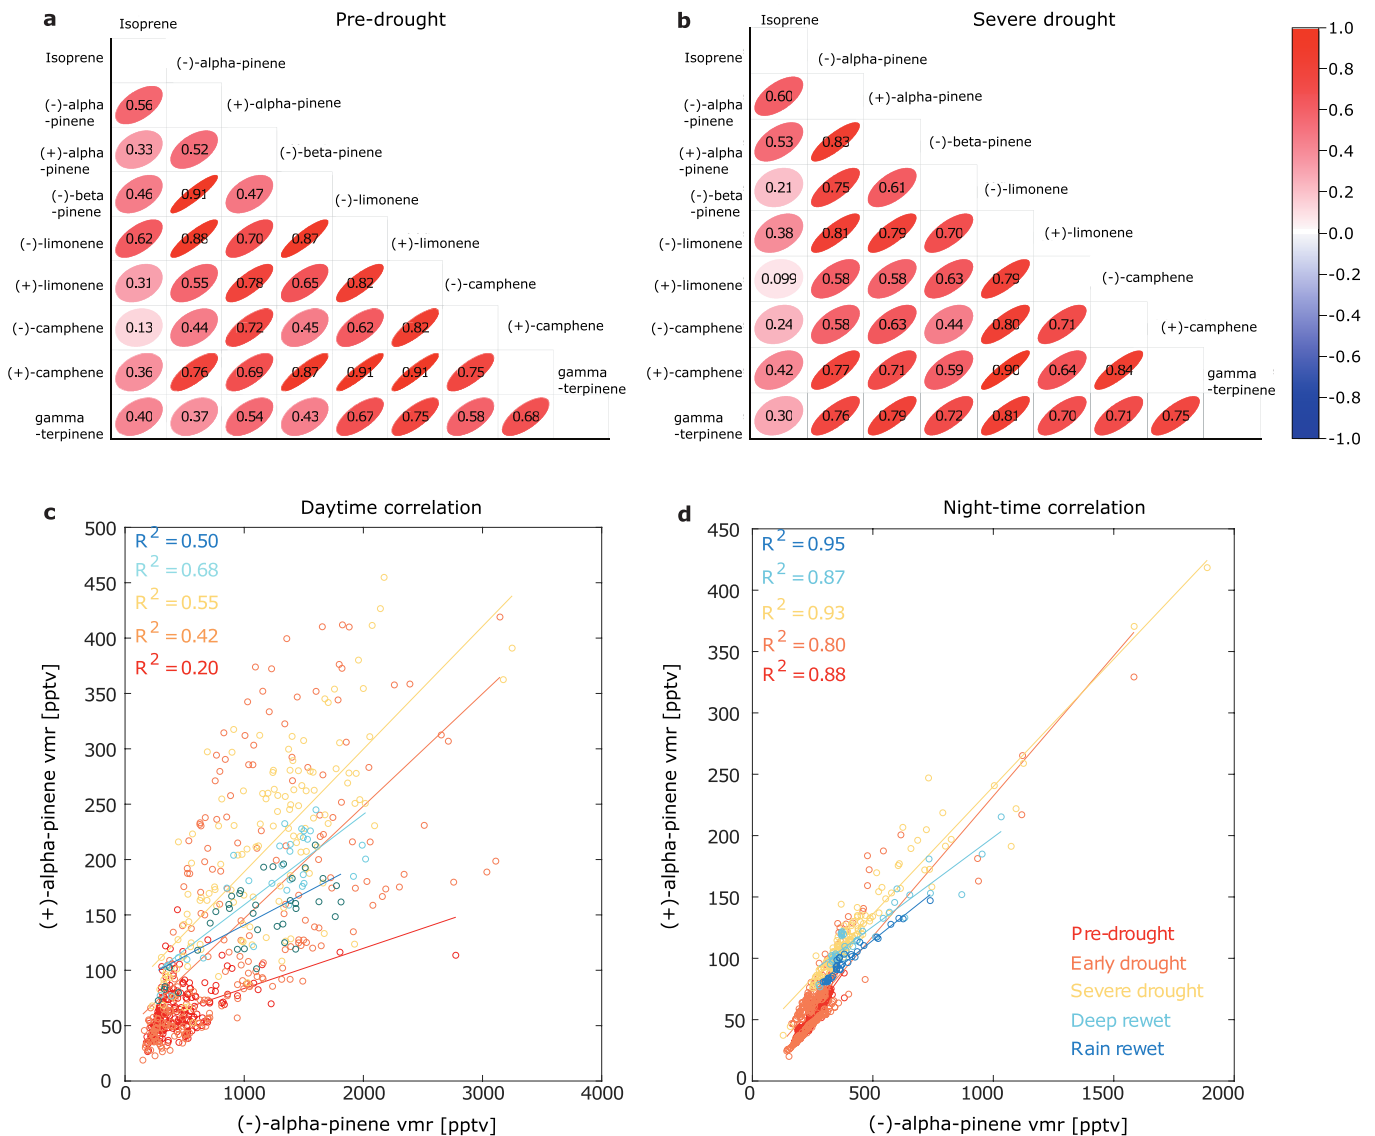 a
Pre-drought
Isoprene
Isoprene
(-)-alpha-pinene
(-)-alpha
-pinene
0.56
(+)-alpha-pinene
(+)-alpha
-pinene
0.33 0.52
(-)-beta-pinene
(-)-beta
-pinene
0.46 0.91 0.47
(-)-limonene
(-)-limonene
0.62 0.88 0.70 0.87
(+)-limonene
(+)-limonene
0.31 0.55 0.78 0.65 0.82
(-)-camphene
(-)-camphene
0.13 0.44 0.72 0.45 0.62 0.82
(+)-camphene
(+)-camphene
0.36 0.76 0.69 0.87 0.91 0.91 0.75
gamma
-terpinene
gamma
-terpinene
0.40 0.37 0.54 0.43 0.67 0.75 0.58 0.68
b
Severe drought
Isoprene
Isoprene
(-)-alpha-pinene
(-)-alpha
-pinene
0.60
(+)-alpha-pinene
(+)-alpha
-pinene
0.53 0.83
(-)-beta-pinene
(-)-beta
-pinene
0.21 0.75 0.61
(-)-limonene
(-)-limonene
0.38 0.81 0.79 0.70
(+)-limonene
(+)-limonene
0.099 0.58 0.58 0.63 0.79
(-)-camphene
(-)-camphene
0.24 0.58 0.63 0.44 0.80 0.71
(+)-camphene
(+)-camphene
0.42 0.77 0.71 0.59 0.90 0.64 0.84
gamma
-terpinene
gamma
-terpinene
0.30 0.76 0.79 0.72 0.81 0.70 0.71 0.75
1.0
0.8
0.6
0.4
0.2
0.0
-0.2
-0.4
-0.6
-0.8
-1.0
c
Daytime correlation
R2 = 0.50
R2 = 0.68
R2 = 0.55
R2 = 0.42
R2 = 0.20
500
450
400
350
300
250
200
150
100
50
0
0 1000 2000 3000 4000
(+)-alpha-pinene vmr [pptv]
(-)-alpha-pinene vmr [pptv]
d
Night-time correlation
R2 = 0.95
R2 = 0.87
R2 = 0.93
R2 = 0.80
R2 = 0.88
450
400
350
300
250
200
150
100
50
0
0 500 1000 1500 2000
(+)-alpha-pinene vmr [pptv]
(-)-alpha-pinene vmr [pptv]
Pre-drought
Early drought
Severe drought
Deep rewet
Rain rewet